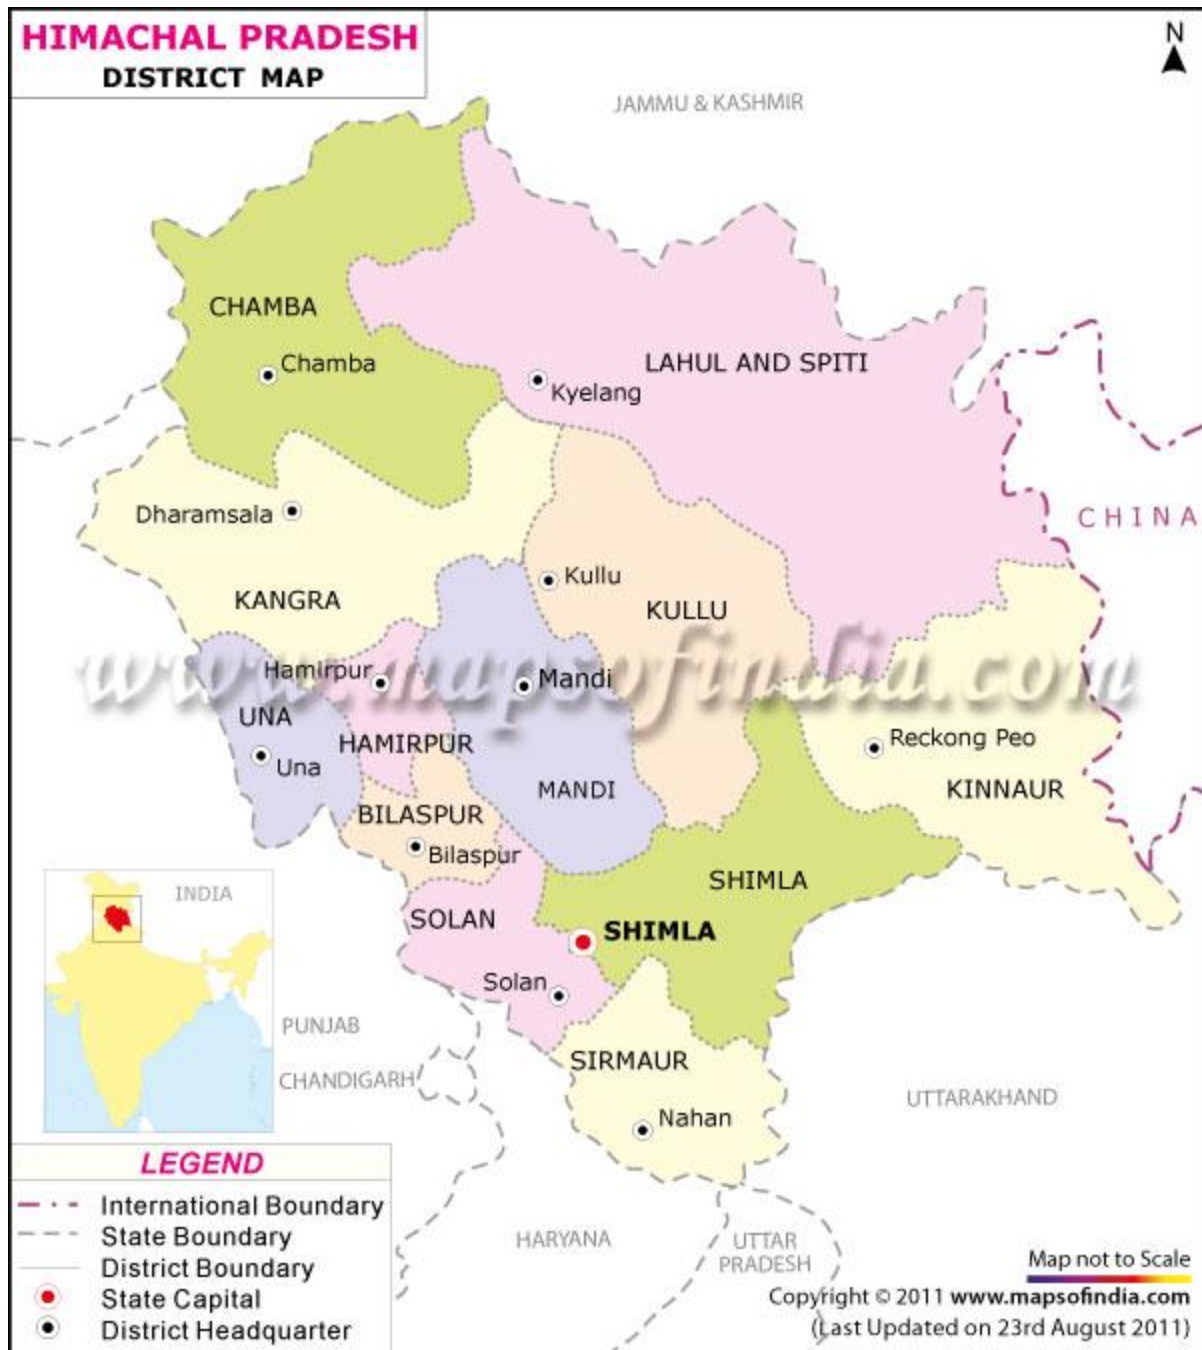 HIMACHAL PRADESH
DISTRICT MAP
N
JAMMU & KASHMIR
CHAMBA
Chamba
LAHUL AND SPITI
Kyelang
CHINA
Dharamsala
KANGRA
Kullu
KULLU
www.mapsofindia.com
Hamirpur
Mandi
UNA
Una
HAMIRPUR
Reckong Peo
KINNAUR
MANDI
BILASPUR
Bilaspur
SHIMLA
SOLAN
SHIMLA
Solan
INDIA
PUNJAB
SIRMAUR
CHANDIGARH
Nahan
UTTARAKHAND
HARYANA
UTTAR
PRADESH
LEGEND
International Boundary
State Boundary
District Boundary
State Capital
District Headquarter
Map not to Scale
Copyright © 2011 www.mapsofindia.com
(Last Updated on 23rd August 2011)